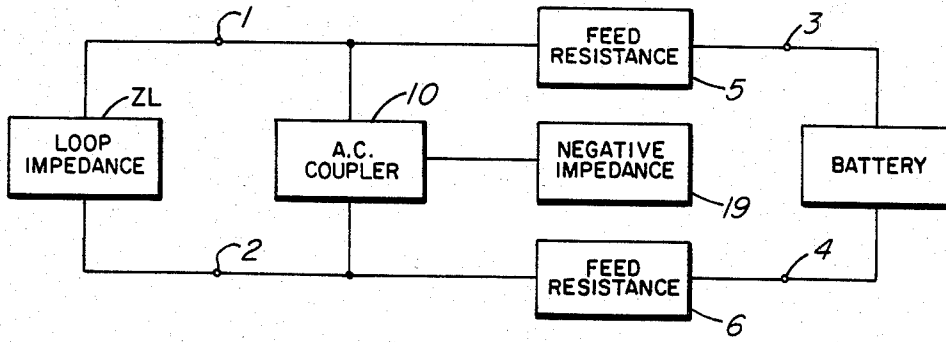 1
3
FEED
RESISTANCE
5
ZL
10
LOOP
IMPEDANCE
A.C.
COUPLER
NEGATIVE
IMPEDANCE
19
BATTERY
2
4
FEED
RESISTANCE
6